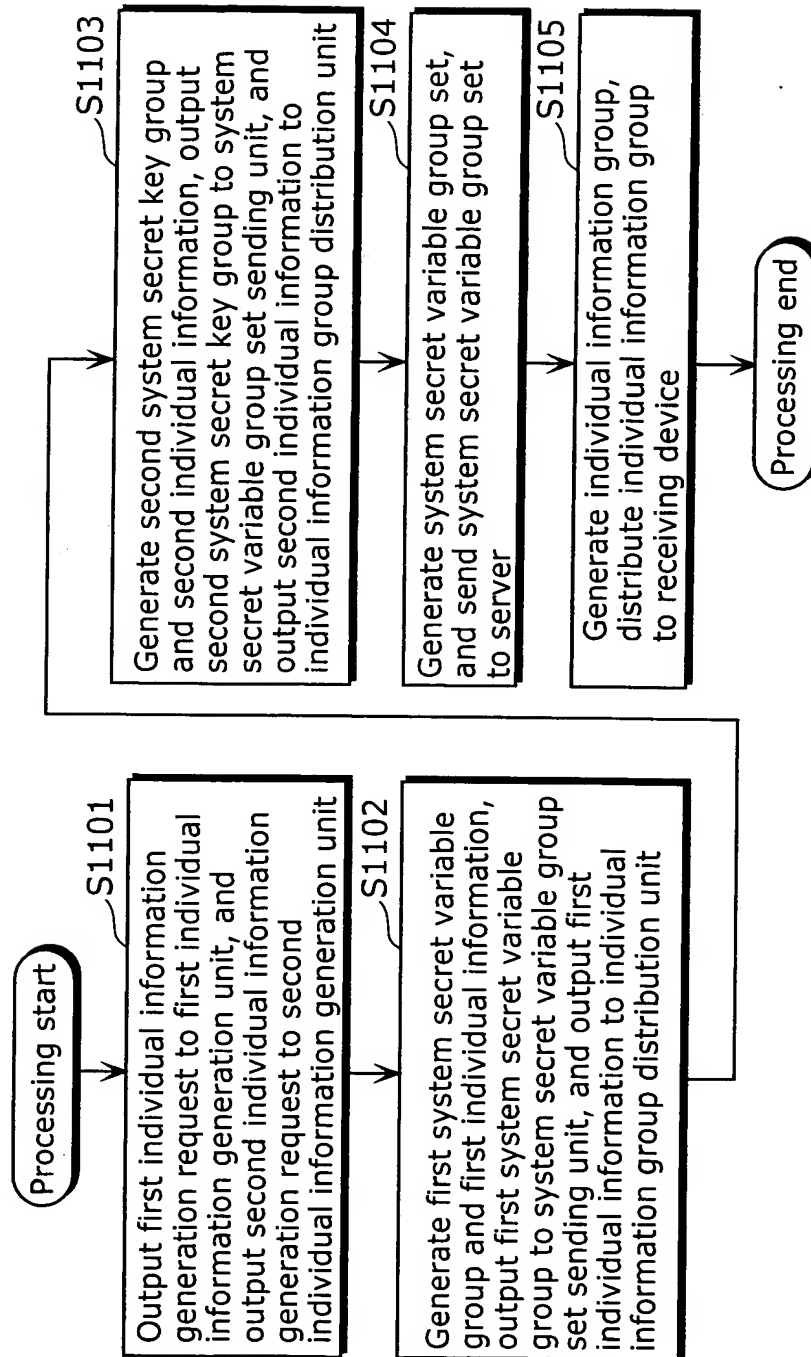 Processing start
S1101
Output first individual information
generation request to first individual
information generation unit, and
output second individual information
generation request to second
individual information generation unit
S1102
Generate first system secret variable
group and first individual information,
output first system secret variable
group to system secret variable group
set sending unit, and output first
individual information to individual
information group distribution unit
S1103
Generate second system secret key group
and second individual information, output
second system secret key group to system
secret variable group set sending unit, and
output second individual information to
individual information group distribution unit
S1104
Generate system secret variable group set,
and send system secret variable group set
to server
S1105
Generate individual information group,
distribute individual information group
to receiving device
Processing end